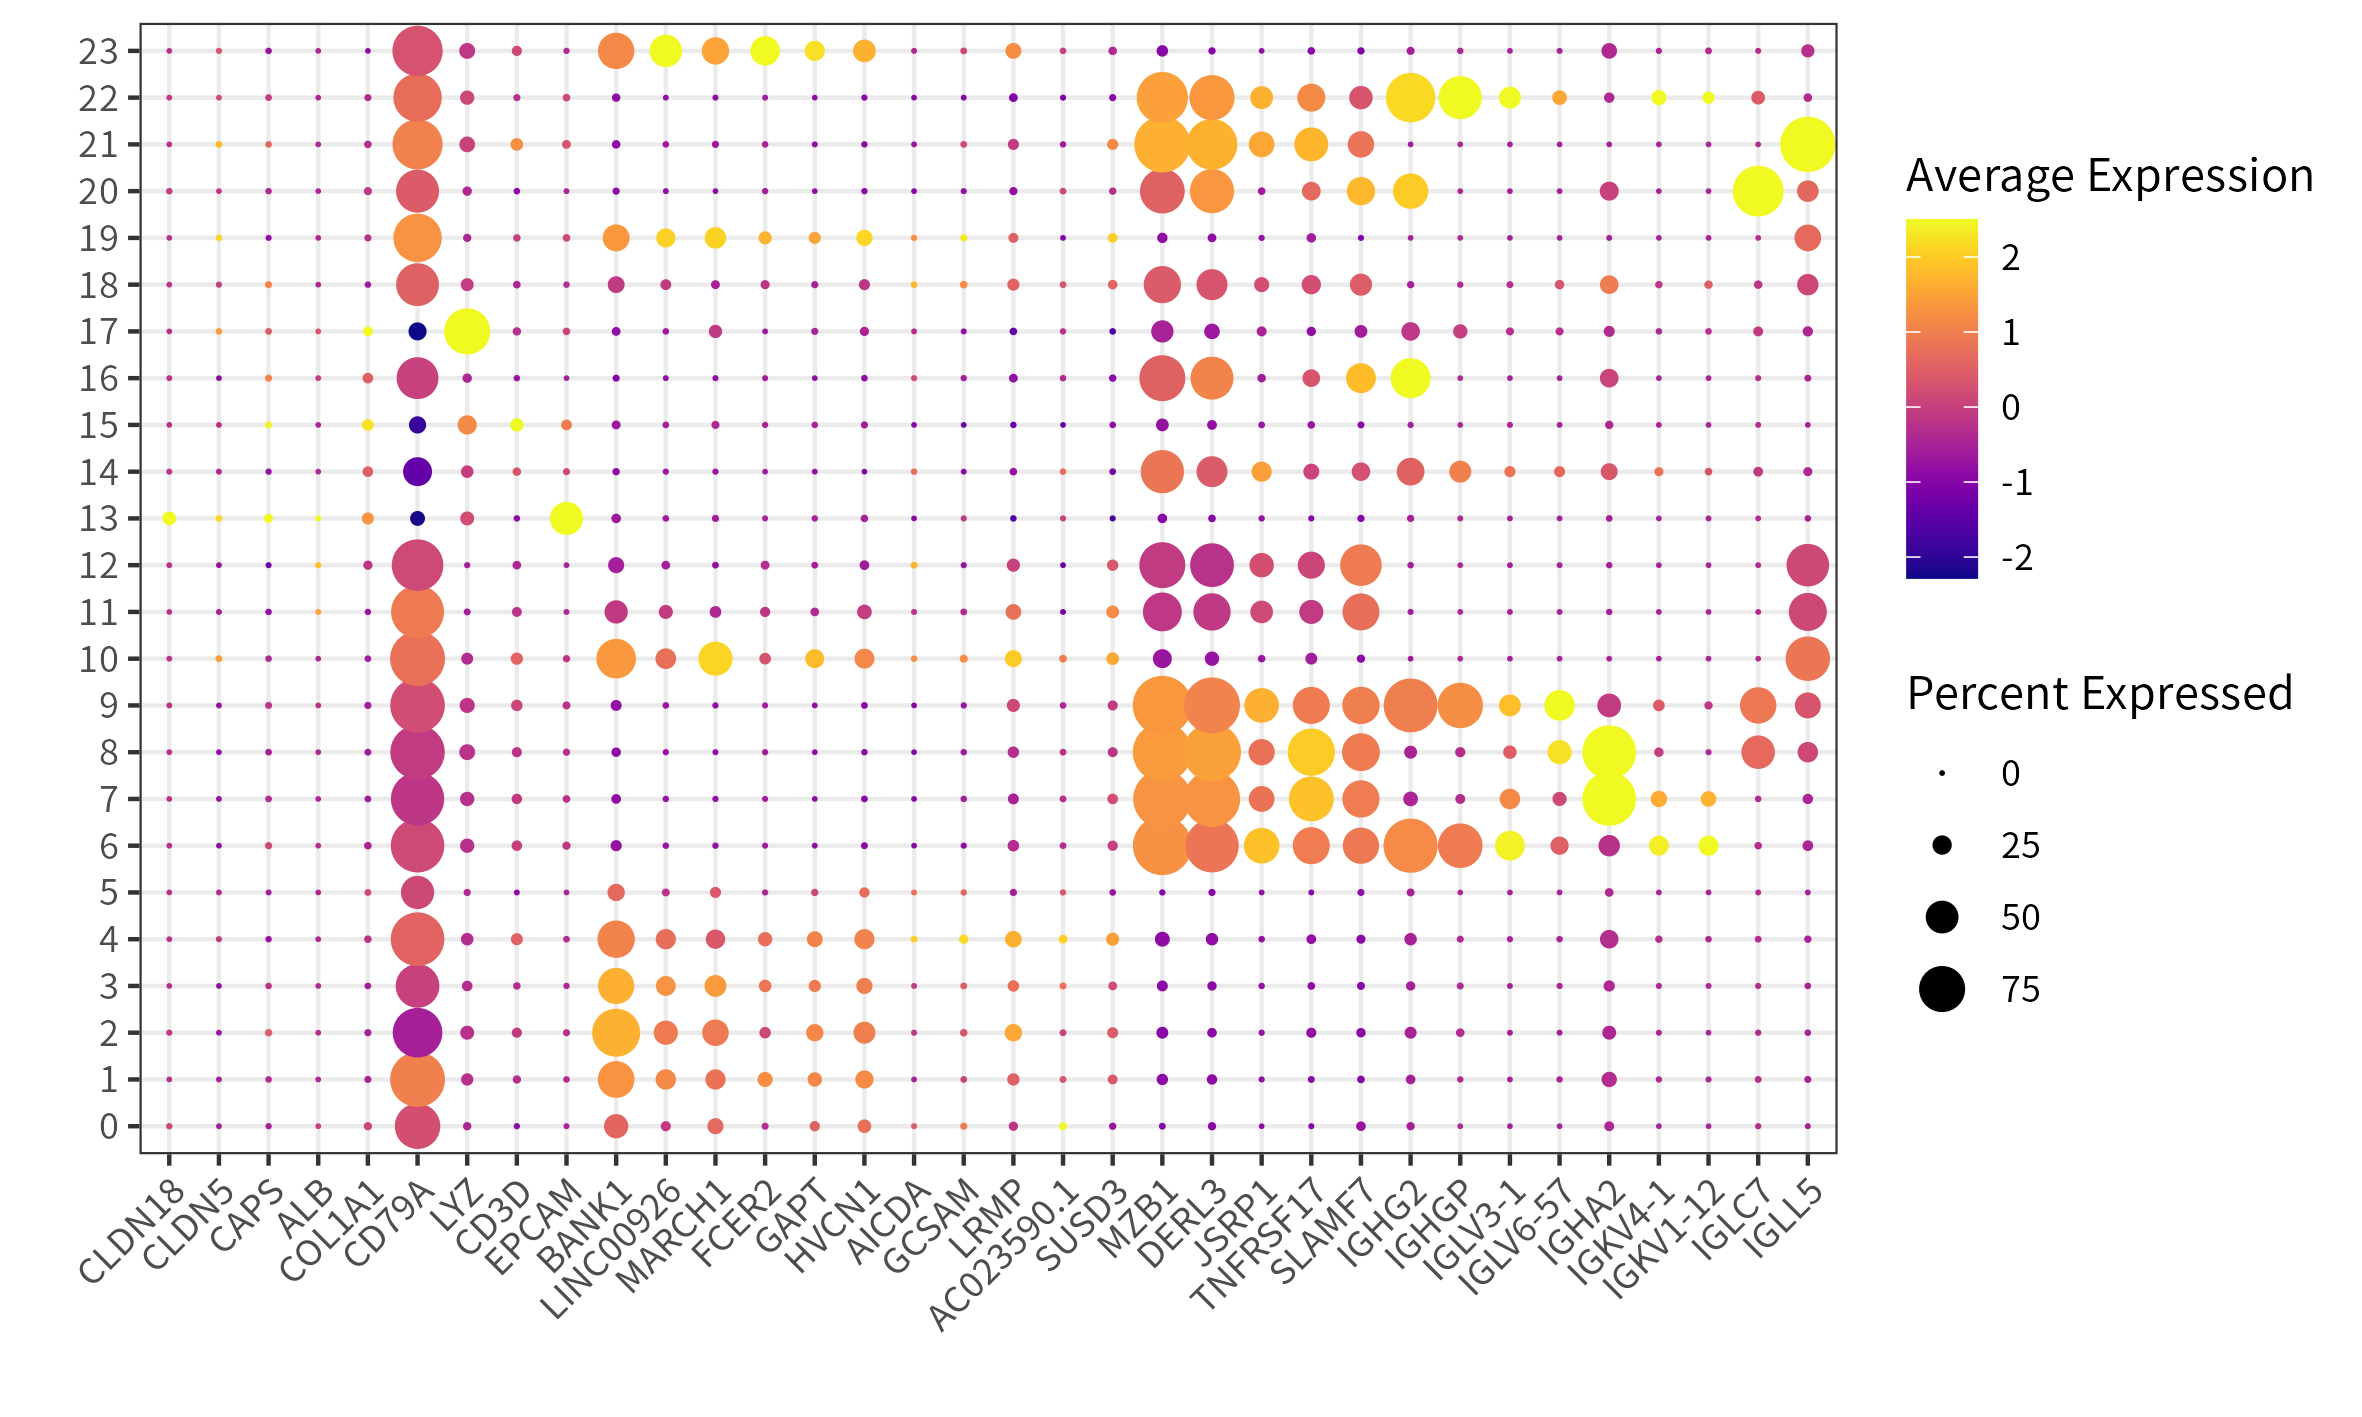 23
22
21
20
19
18
17
16
15
14
13
12
11
10
9
8
7
6
5
4
3
2
1
0
CLDN18
CLDN5
CAPS
ALB
COL1A1
CD79A
LYZ
CD3D
EPCAM
BANK1
LINC00926
MARCH1
FCER2
GAPT
HVCN1
AICDA
GCSAM
LRMP
AC023590.1
SUSD3
MZB1
DERL3
JSRP1
TNFRSF17
SLAMF7
IGHG2
IGHGP
IGLV3-1
IGLV6-57
IGHA2
IGKV4-1
IGKV1-12
IGLC7
IGLL5
Average Expression
2
1
0
-1
-2
Percent Expressed
0
25
50
75